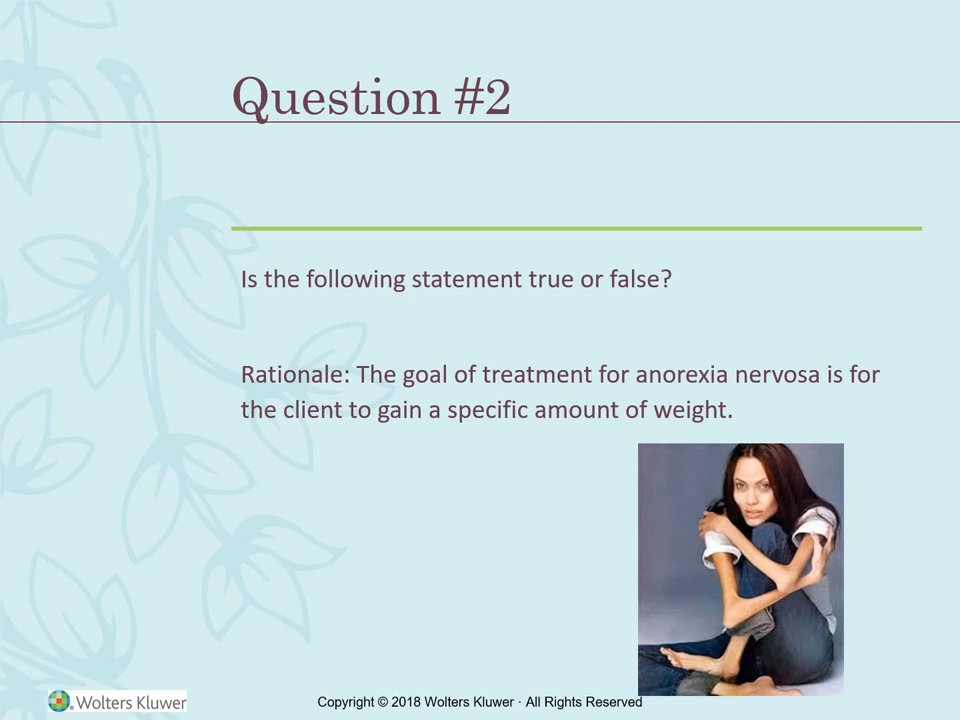 Question #2
Is the following statement true or false?
Rationale: The goal of treatment for anorexia nervosa is for
the client to gain a specific amount of weight.
Wolters Kluwer
Copyright © 2018 Wolters Kluwer · All Rights Reserved